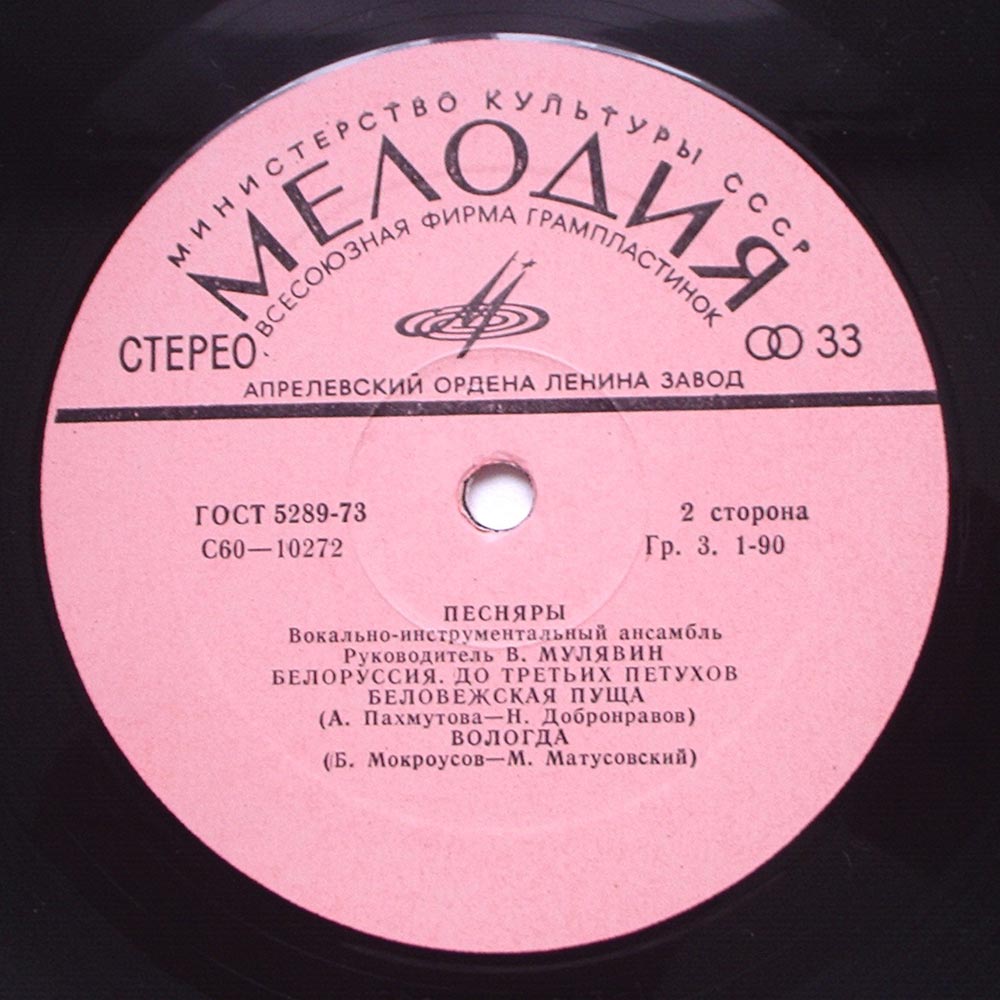 МИНИСТЕРСТВО КУЛЬТУРЫ СССР
МЕЛОДИЯ
ВСЕСОЮЗНАЯ ФИРМА ГРАМПЛАСТИНОК
СТЕРЕО
33
АПРЕЛЕВСКИЙ ОРДЕНА ЛЕНИНА ЗАВОД
ГОСТ 5289-73
2 сторона
С60—10272
Гр. 3. 1-90
ПЕСНЯРЫ
Вокально-инструментальный ансамбль
Руководитель В. МУЛЯВИН
БЕЛОРУССИЯ. ДО ТРЕТЬИХ ПЕТУХОВ
БЕЛОВЕЖСКАЯ ПУЩА
(А. Пахмутова—Н. Добронравов)
ВОЛОГДА
(Б. Мокроусов—М. Матусовский)